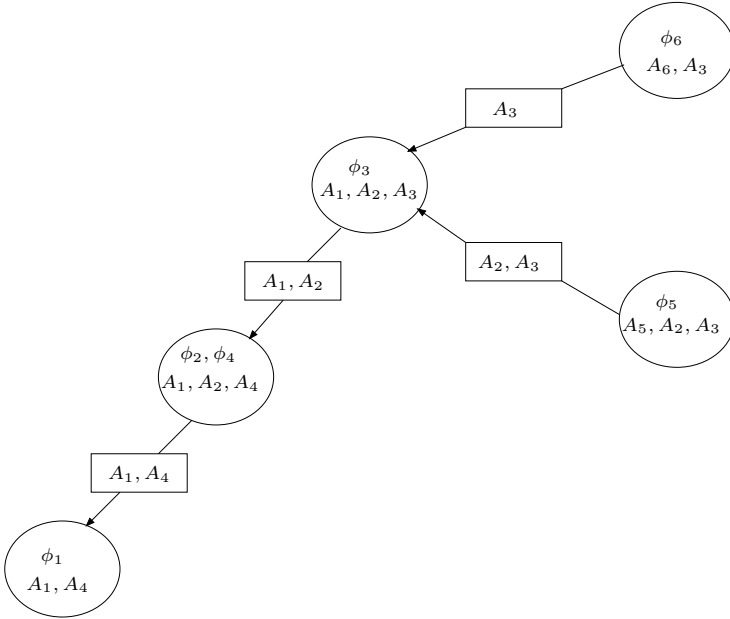 ϕ₆
A₆, A₃
A₃
ϕ₃
A₁, A₂, A₃
A₂, A₃
A₁, A₂
ϕ₅
A₅, A₂, A₃
ϕ₂, ϕ₄
A₁, A₂, A₄
A₁, A₄
ϕ₁
A₁, A₄